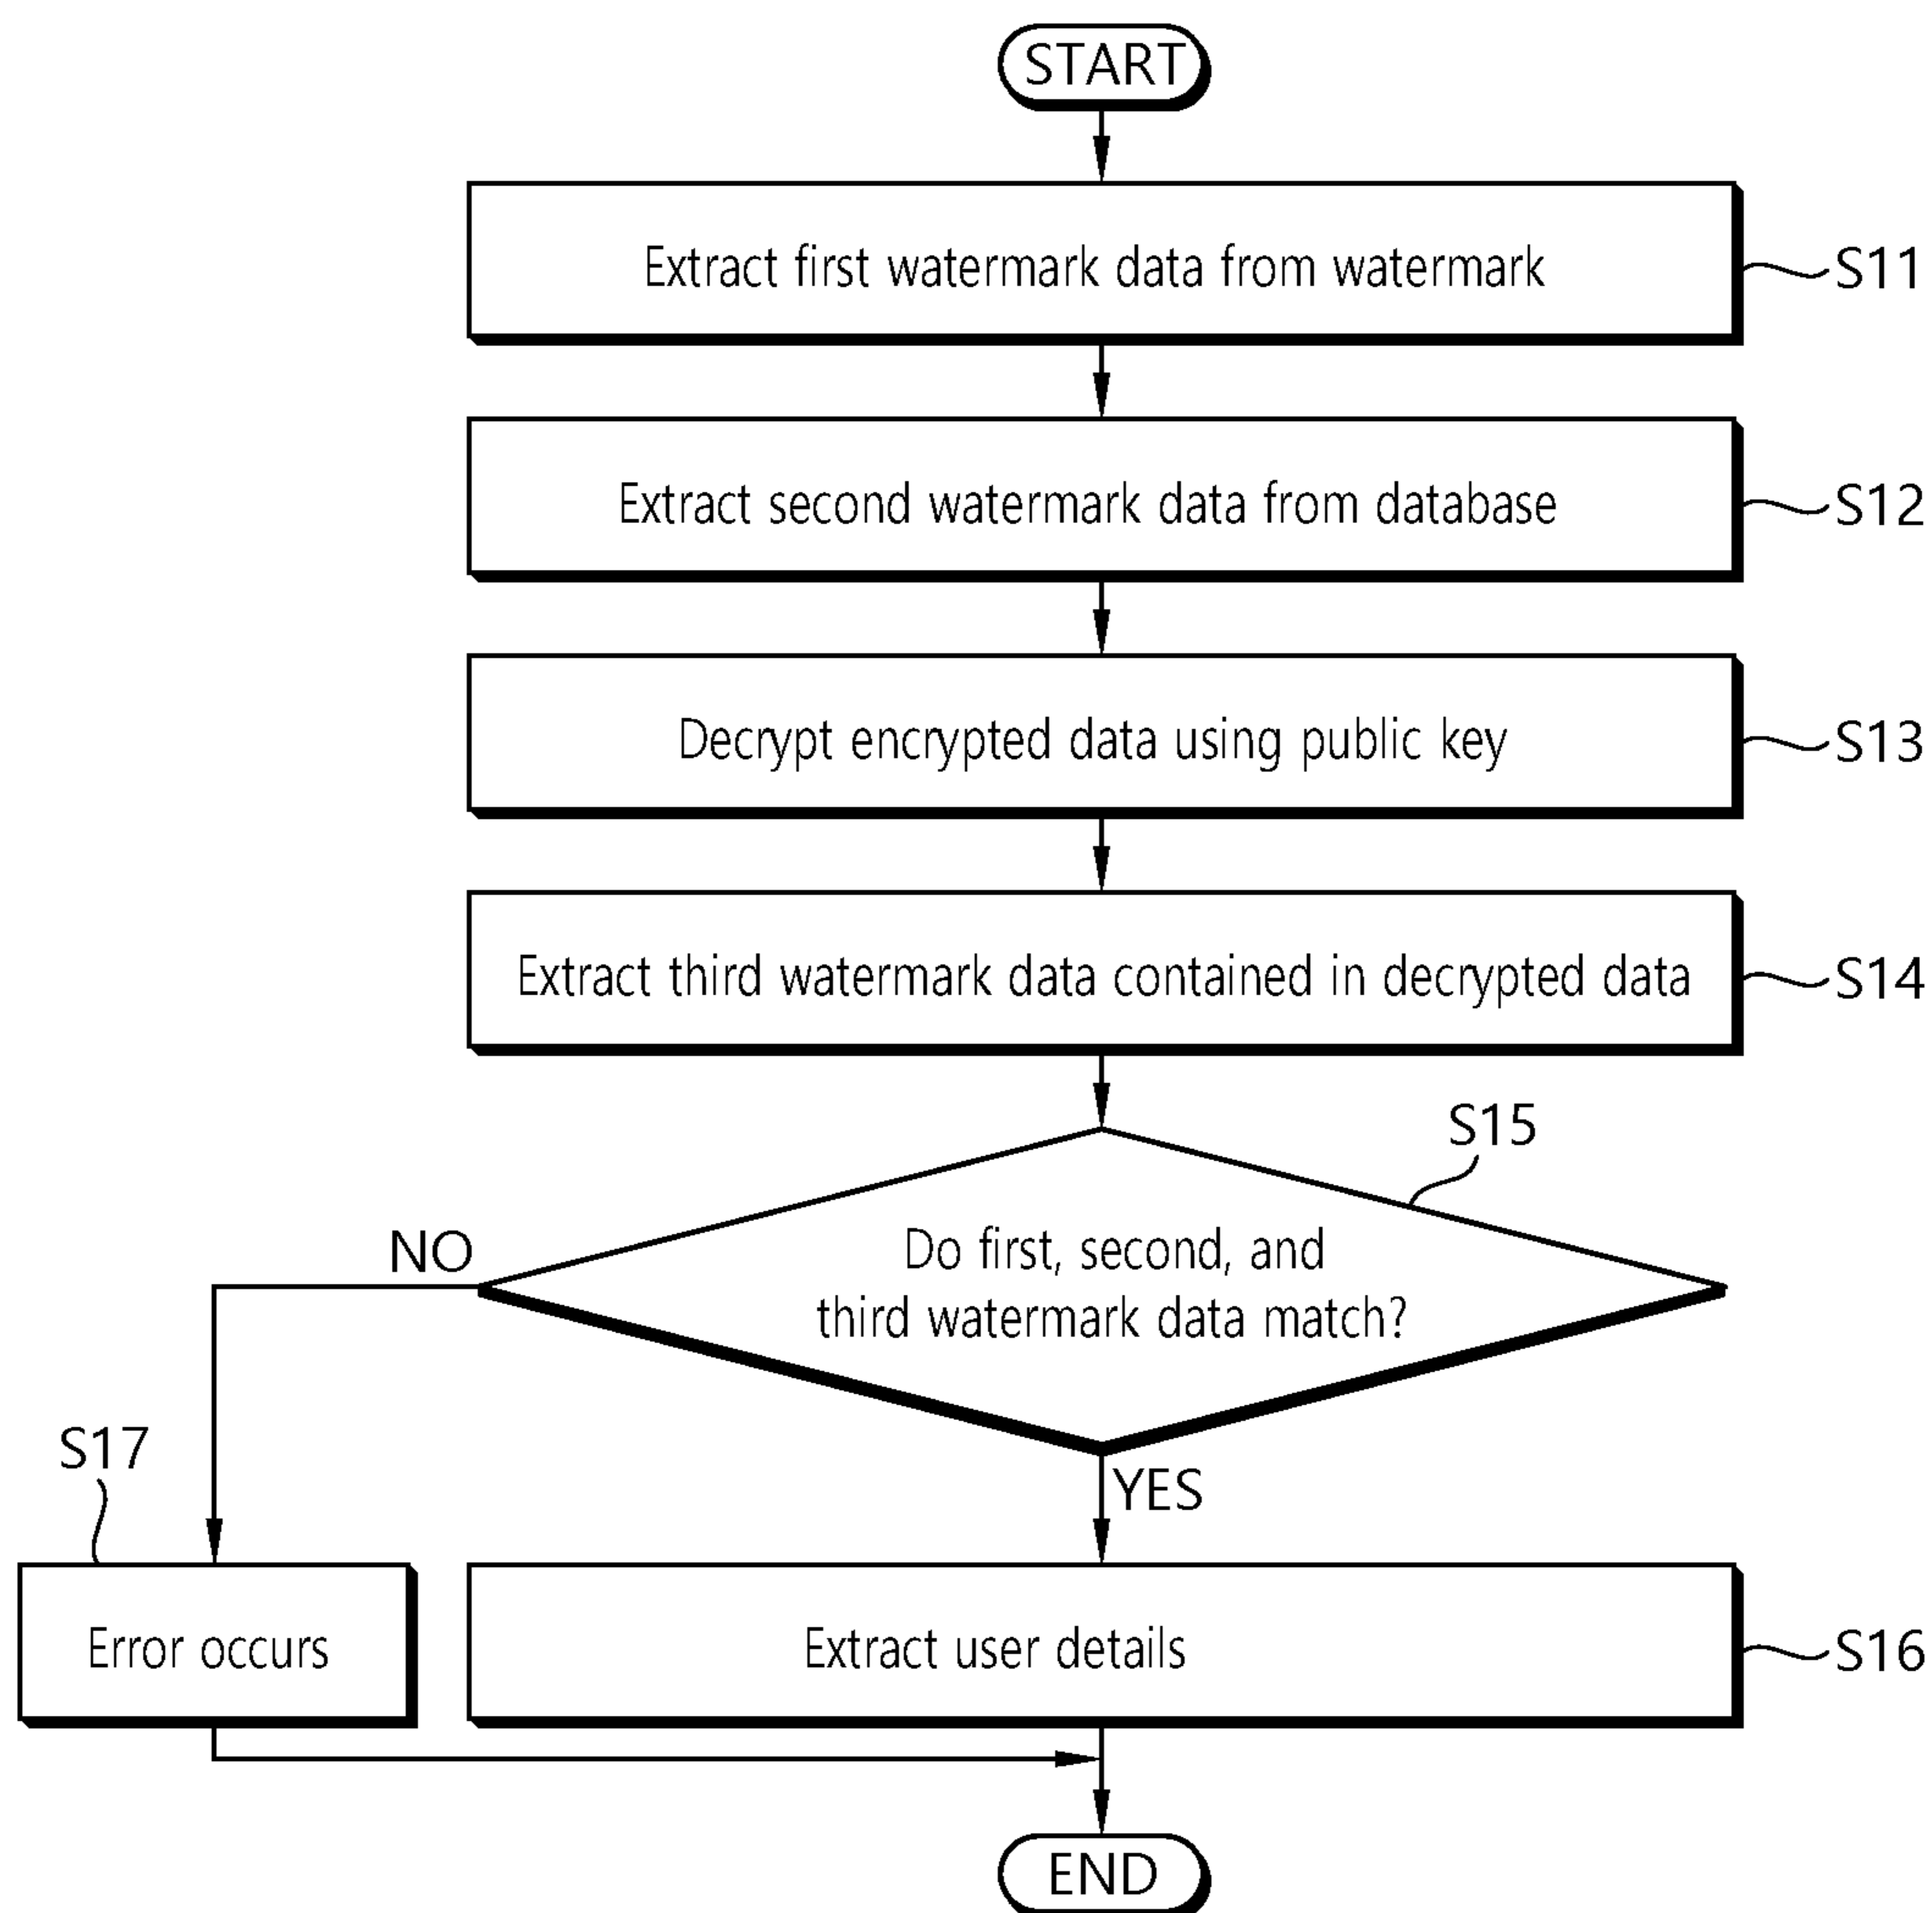 START
Extract first watermark data from watermark
S11
Extract second watermark data from database
S12
Decrypt encrypted data using public key
S13
Extract third watermark data contained in decrypted data
S14
S15
Do first, second, and
third watermark data match?
NO
YES
S17
Error occurs
Extract user details
S16
END